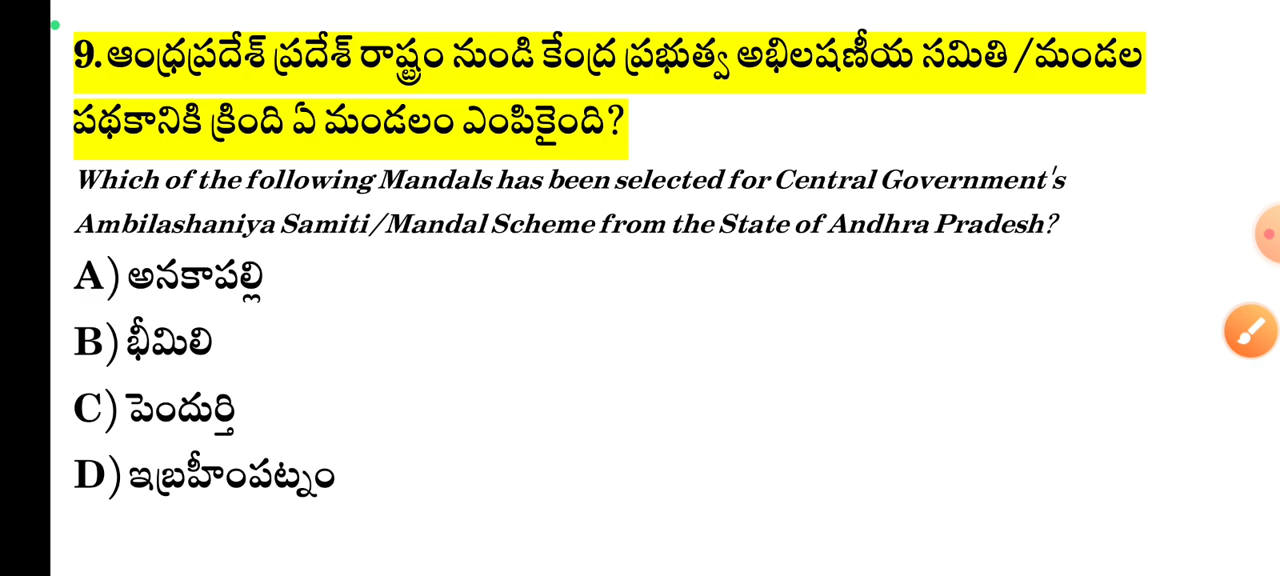 9.ఆంధ్రప్రదేశ్ ప్రదేశ్ రాష్ట్రం నుండి కేంద్ర ప్రభుత్వ అభిలషణీయ సమితి /మండల
పథకానికి క్రింది ఏ మండలం ఎంపికైంది?
Which of the following Mandals has been selected for Central Government's
Ambilashaniya Samiti/Mandal Scheme from the State of Andhra Pradesh?
A) అనకాపల్లి
B) భీమిలి
C) పెందుర్తి
D) ఇబ్రహీంపట్నం